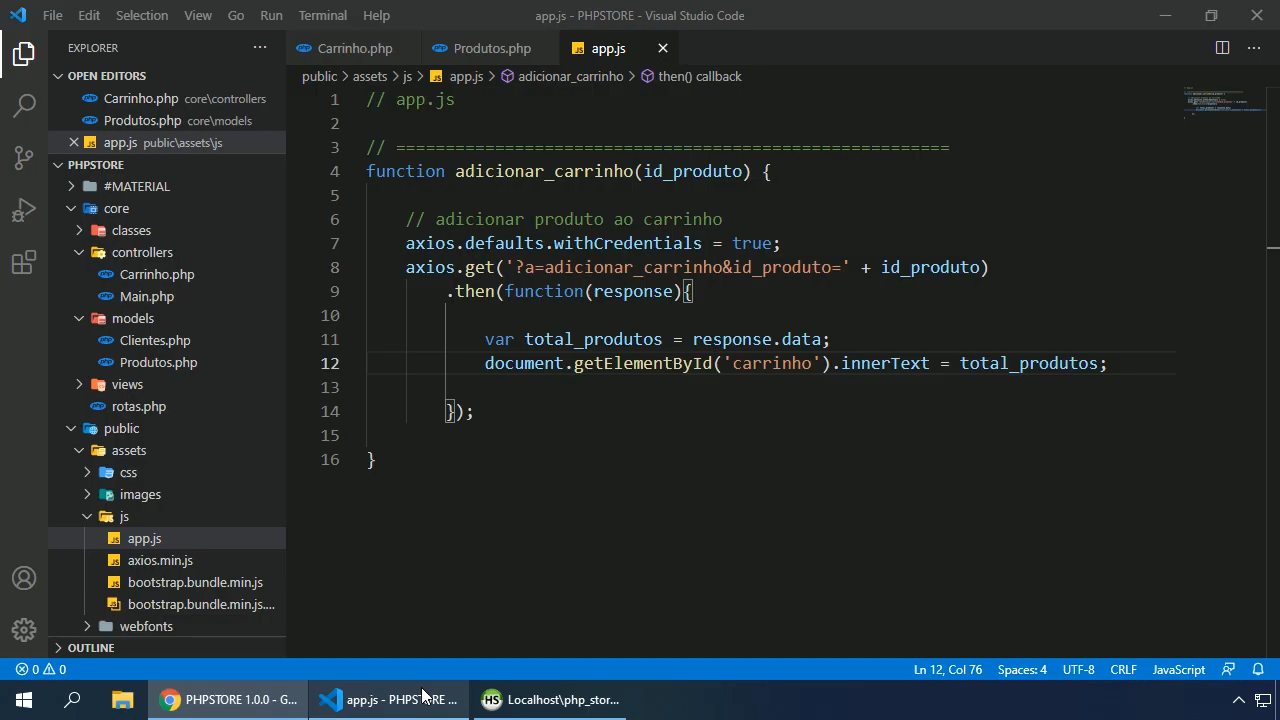 File Edit Selection View Go Run Terminal Help app.js - PHPSTORE - Visual Studio Code
EXPLORER
OPEN EDITORS
Carrinho.php core\controllers
Produtos.php core\models
app.js public\assets\js
PHPSTORE
#MATERIAL
core
classes
controllers
Carrinho.php
Main.php
models
Clientes.php
Produtos.php
views
rotas.php
public
assets
css
images
js
app.js
axios.min.js
bootstrap.bundle.min.js
bootstrap.bundle.min.js....
webfonts
OUTLINE
Carrinho.php Produtos.php app.js
public > assets > js > app.js > adicionar_carrinho > then() callback
1 // app.js
2
3 // ========================================================
4 function adicionar_carrinho(id_produto) {
5
6 // adicionar produto ao carrinho
7 axios.defaults.withCredentials = true;
8 axios.get('?a=adicionar_carrinho&id_produto=' + id_produto)
9 .then(function(response){
10
11 var total_produtos = response.data;
12 document.getElementById('carrinho').innerText = total_produtos;
13
14 });
15
16 }
0 0 Ln 12, Col 76 Spaces: 4 UTF-8 CRLF JavaScript
PHPSTORE 1.0.0 - G... app.js - PHPSTORE ... HS Localhost\php_stor...